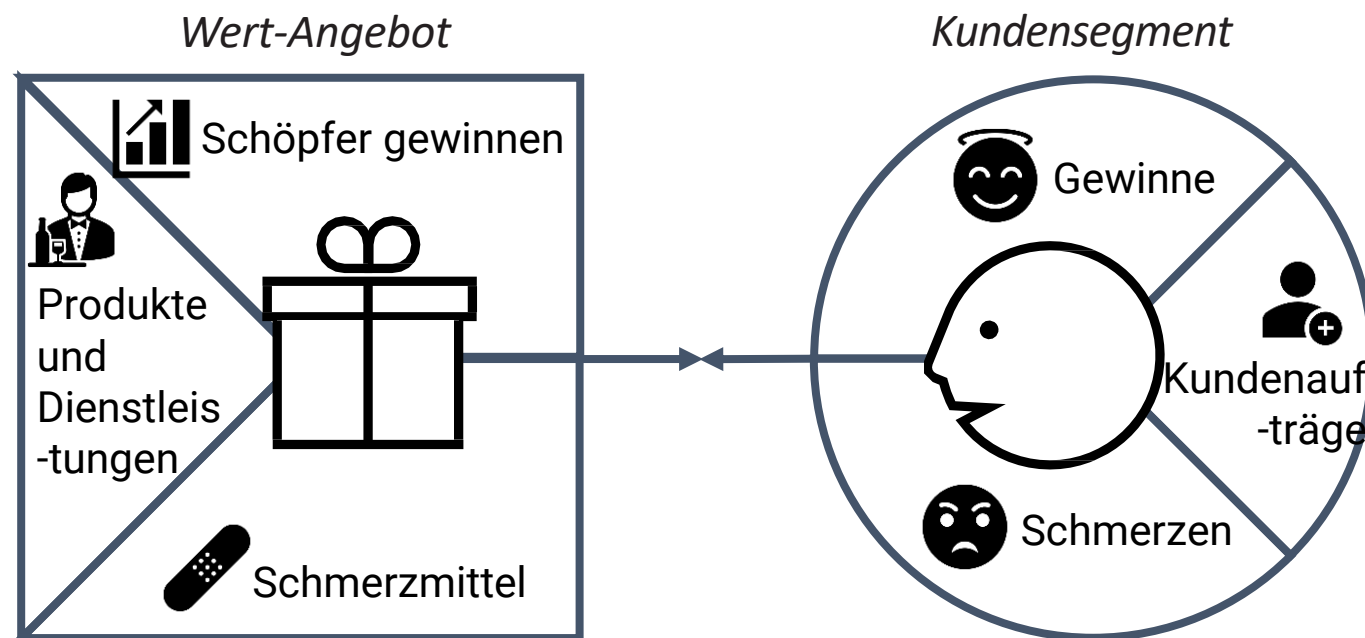 Wert-Angebot
Schöpfer gewinnen
Produkte
und
Dienstleis
-tungen
Schmerzmittel
Kundensegment
Gewinne
Kundenauf
-träge
Schmerzen